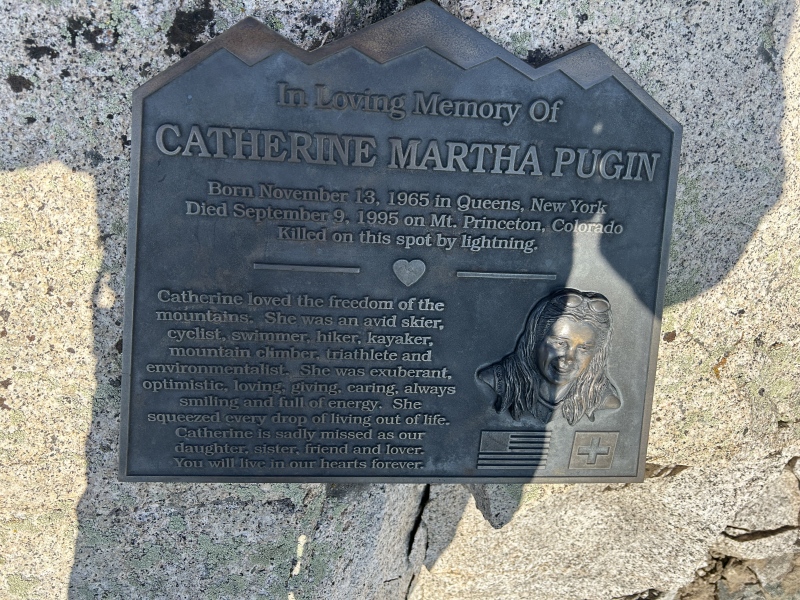 In Loving Memory Of
CATHERINE MARTHA PUGIN
Born November 13, 1965 in Queens, New York
Died September 9, 1995 on Mt. Princeton, Colorado
Killed on this spot by lightning.
Catherine loved the freedom of the
mountains. She was an avid skier,
cyclist, swimmer, hiker, kayaker,
mountain climber, triathlete and
environmentalist. She was exuberant,
optimistic, loving, giving, caring, always
smiling and full of energy. She
squeezed every drop of living out of life.
Catherine is sadly missed as our
daughter, sister, friend and lover.
You will live in our hearts forever.